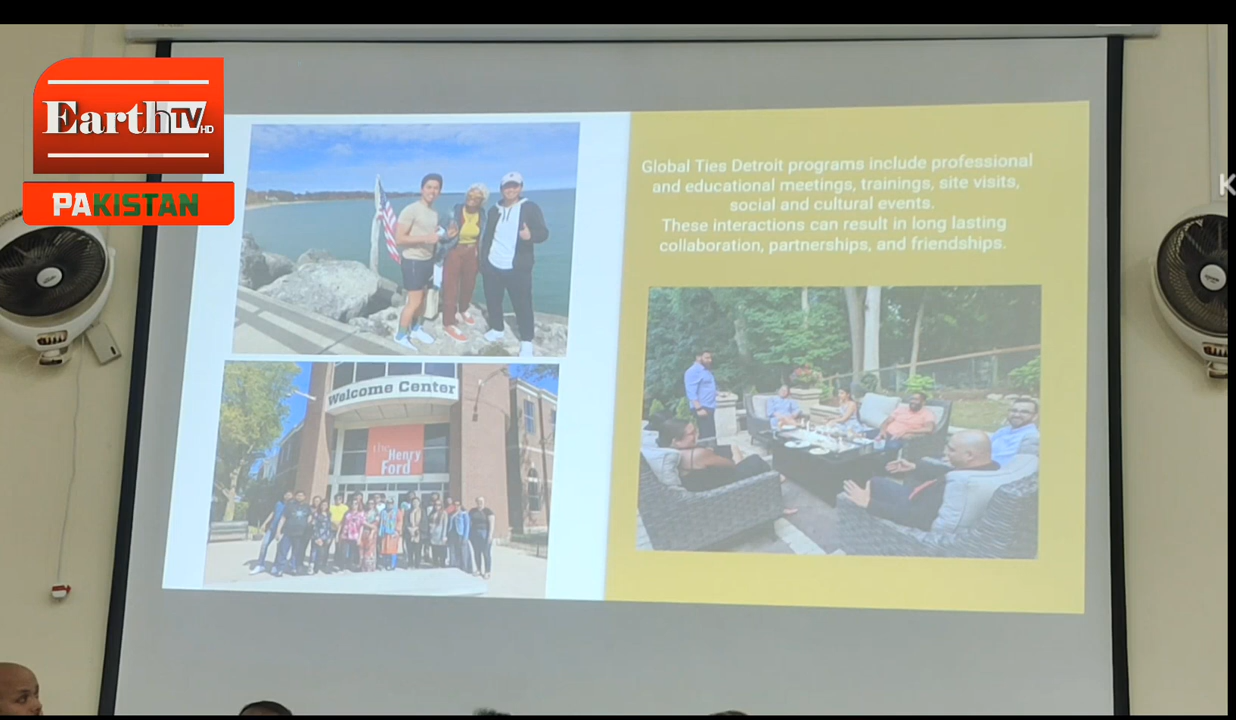 EarthTV HD
PAKISTAN
Global Ties Detroit programs include professional
and educational meetings, trainings, site visits,
social and cultural events.
These interactions can result in long lasting
collaboration, partnerships, and friendships.
Welcome Center
the Henry
Ford
K